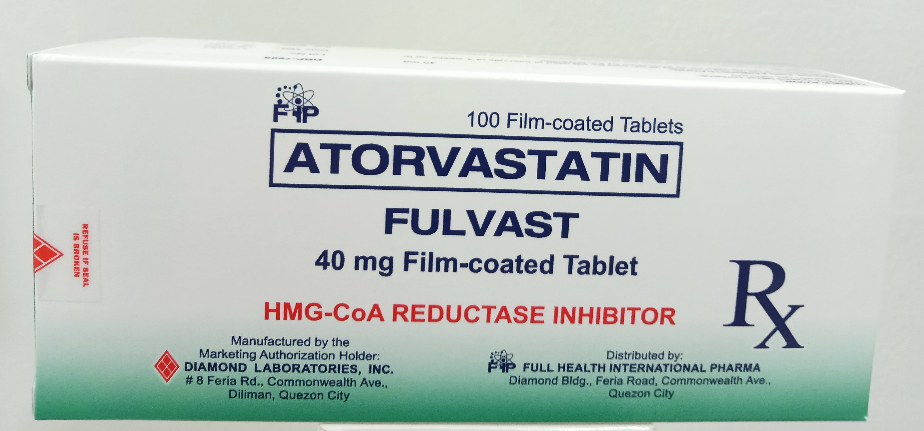 FIP
100 Film-coated Tablets
ATORVASTATIN
FULVAST
40 mg Film-coated Tablet
HMG-CoA REDUCTASE INHIBITOR
Rx
REFUSE IF SEAL
IS BROKEN
Manufactured by the
Marketing Authorization Holder:
DIAMOND LABORATORIES, INC.
# 8 Feria Rd., Commonwealth Ave.,
Diliman, Quezon City
Distributed by:
FIP FULL HEALTH INTERNATIONAL PHARMA
Diamond Bldg., Feria Road, Commonwealth Ave.,
Quezon City